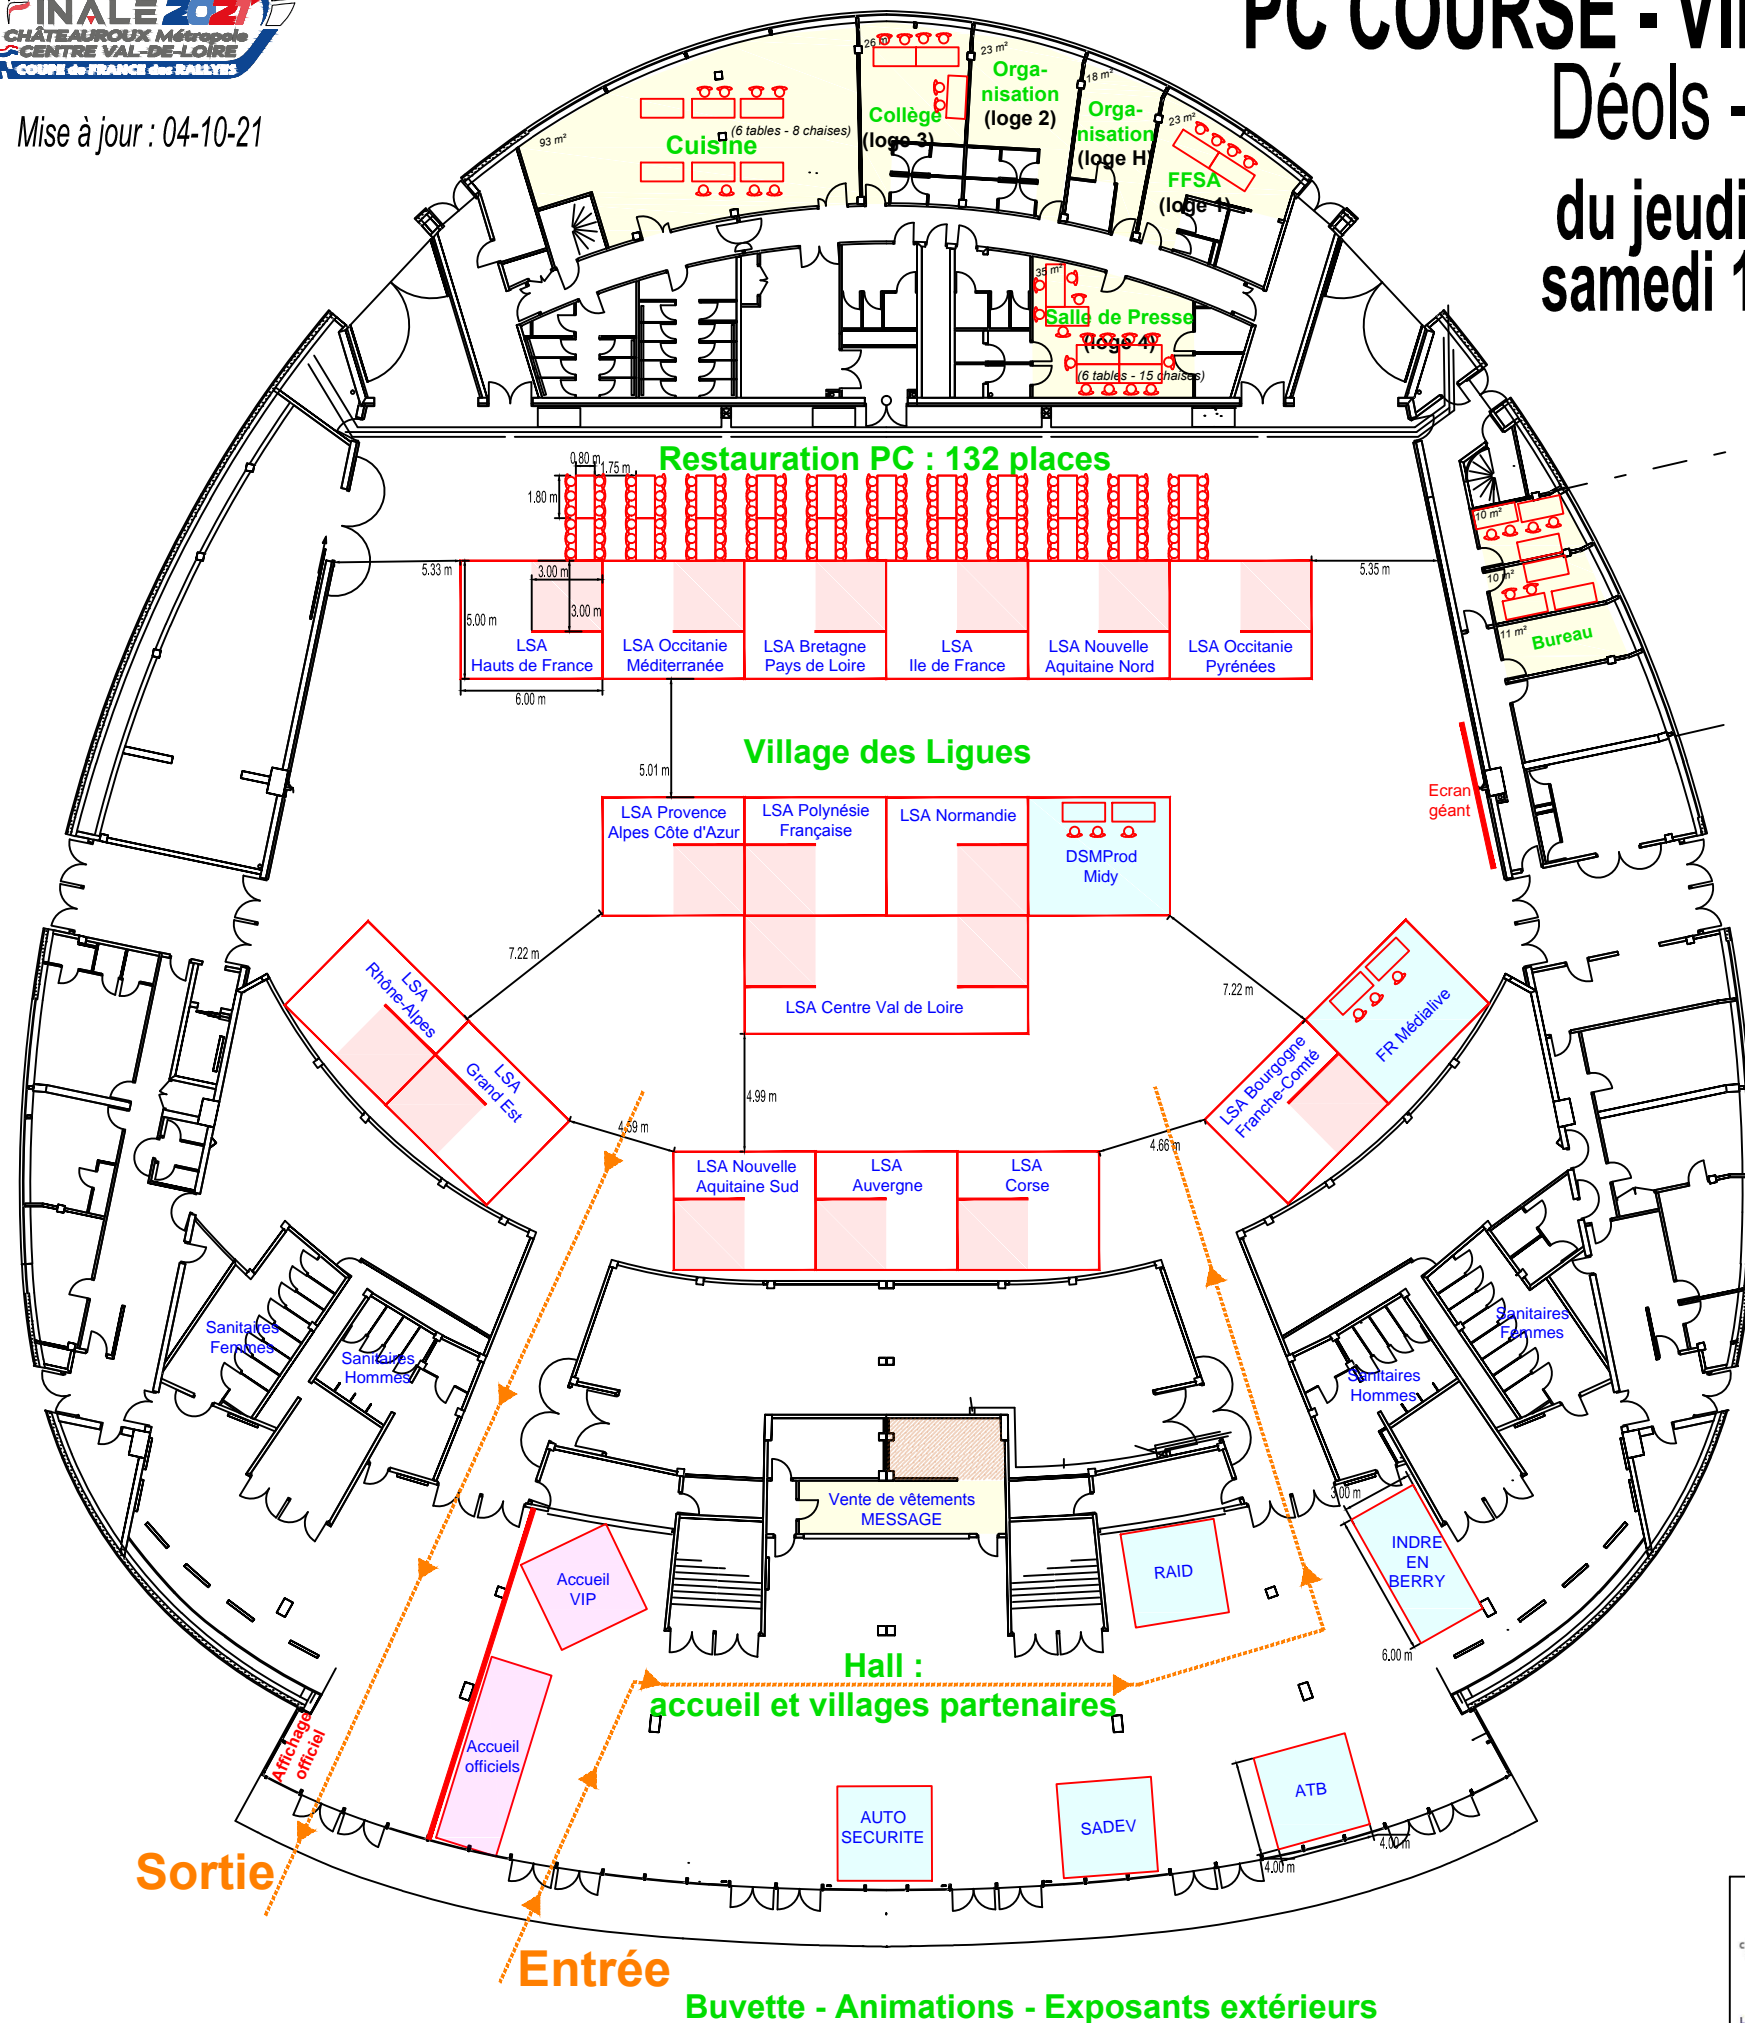 FINALE 2021
CHÂTEAUROUX Métropole
CENTRE VAL-DE-LOIRE
COUPE de FRANCE des RALLYES
Mise à jour : 04-10-21
PC COURSE - VIL
Déols -
du jeudi
samedi 1
93 m²
Cuisine
(6 tables - 8 chaises)
26 m²
Collège
(loge 3)
23 m²
Orga-
nisation
(loge 2)
18 m²
Orga-
nisation
(loge H)
23 m²
FFSA
(loge 1)
35 m²
Salle de Presse
(loge 4)
(6 tables - 15 chaises)
Restauration PC : 132 places
0.80 m
1.75 m
1.80 m
10 m²
10 m²
11 m²
Bureau
5.33 m
3.00 m
3.00 m
5.00 m
6.00 m
5.35 m
LSA
Hauts de France
LSA Occitanie
Méditerranée
LSA Bretagne
Pays de Loire
LSA
Ile de France
LSA Nouvelle
Aquitaine Nord
LSA Occitanie
Pyrénées
5.01 m
Village des Ligues
Ecran
géant
LSA Provence
Alpes Côte d'Azur
LSA Polynésie
Française
LSA Normandie
DSMProd
Midy
7.22 m
7.22 m
LSA Centre Val de Loire
LSA
Rhône-Alpes
LSA
Grand Est
LSA Bourgogne
Franche-Comté
FR Médialive
4.59 m
4.99 m
4.66 m
LSA Nouvelle
Aquitaine Sud
LSA
Auvergne
LSA
Corse
Sanitaires
Femmes
Sanitaires
Hommes
Sanitaires
Femmes
Sanitaires
Hommes
Vente de vêtements
MESSAGE
Accueil
VIP
RAID
3.00 m
INDRE
EN
BERRY
6.00 m
Hall :
accueil et villages partenaires
Affichage
officiel
Accueil
officiels
AUTO
SECURITE
SADEV
ATB
4.00 m
4.00 m
Sortie
Entrée
Buvette - Animations - Exposants extérieurs